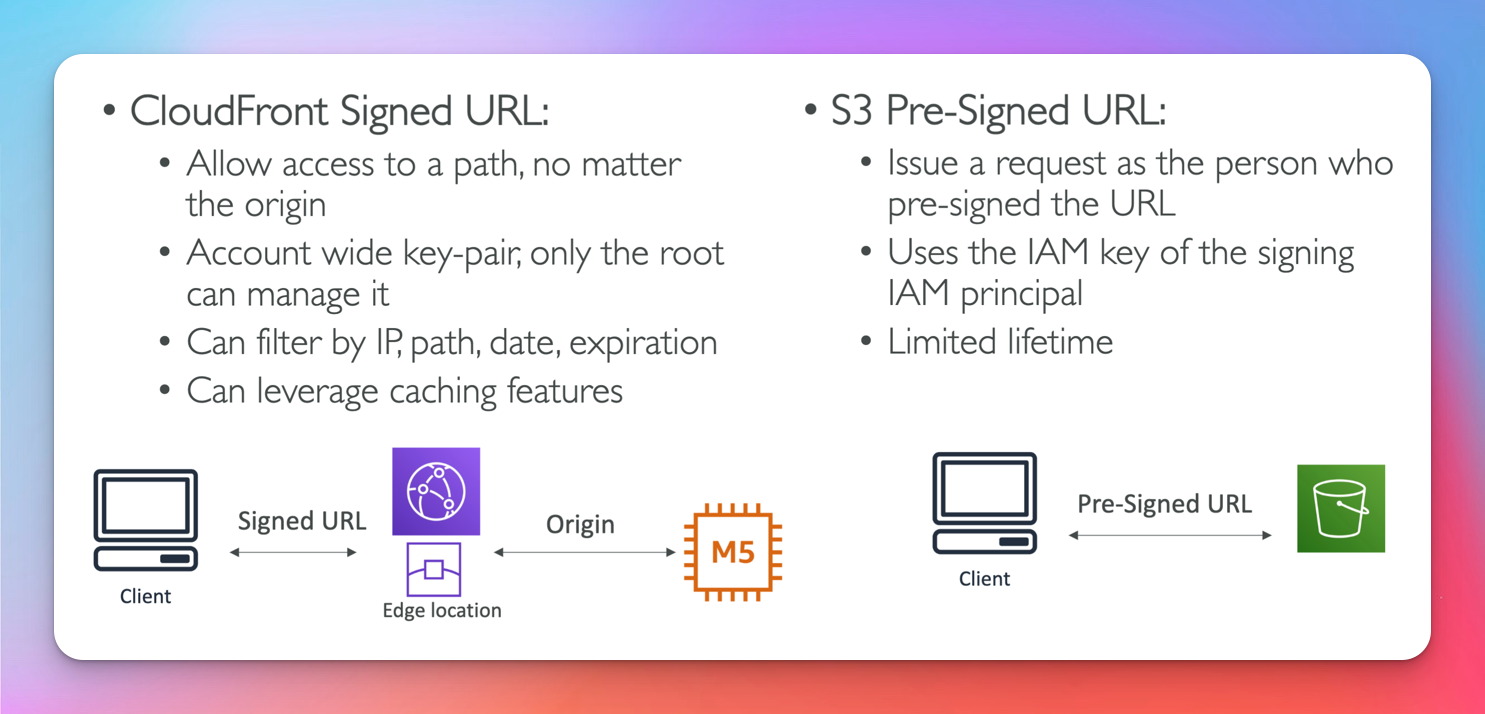 • CloudFront Signed URL:
• Allow access to a path, no matter
the origin
• Account wide key-pair, only the root
can manage it
• Can filter by IP, path, date, expiration
• Can leverage caching features
• S3 Pre-Signed URL:
• Issue a request as the person who
pre-signed the URL
• Uses the IAM key of the signing
IAM principal
• Limited lifetime
Client
Signed URL
Edge location
Origin
M5
Client
Pre-Signed URL